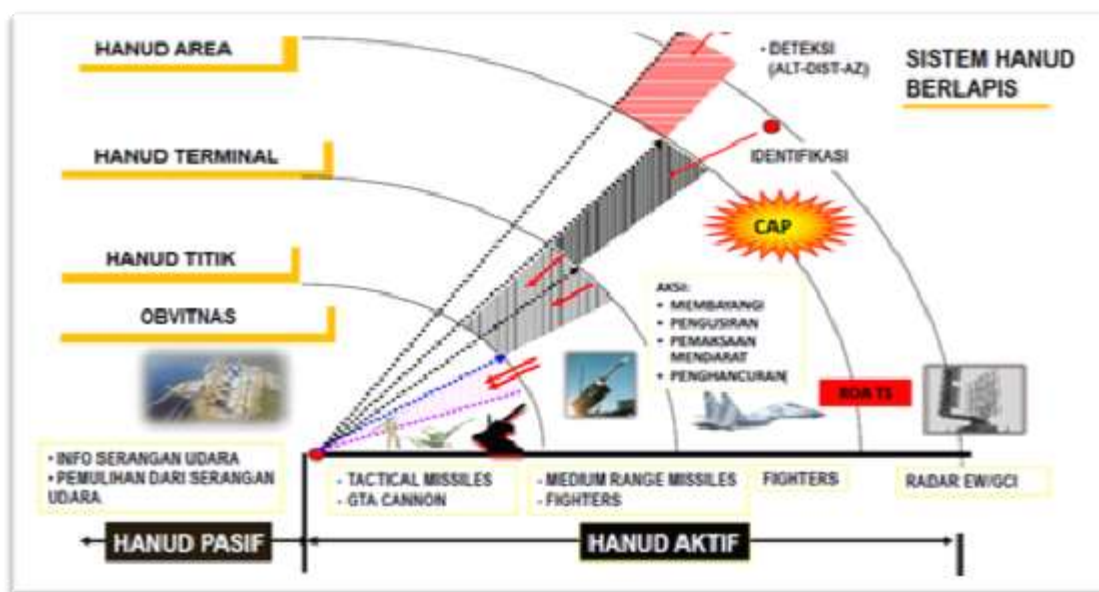 HANUD AREA
HANUD TERMINAL
HANUD TITIK
OBVITNAS
- DETEKSI
(ALT-DIST-AZ)
SISTEM HANUD
BERLAPIS
IDENTIFIKASI
CAP
AKSI:
MEMBAYANGI
PENGUSIRAN
PEMAKSAAN
MENDARAT
PENGHANCURAN
• INFO SERANGAN UDARA
• PEMULIHAN DARI SERANGAN
UDARA
- TACTICAL MISSILES
- GTA CANNON
- MEDIUM RANGE MISSILES
- FIGHTERS
FIGHTERS
RADAR EW/GCI
HANUD PASIF
HANUD AKTIF